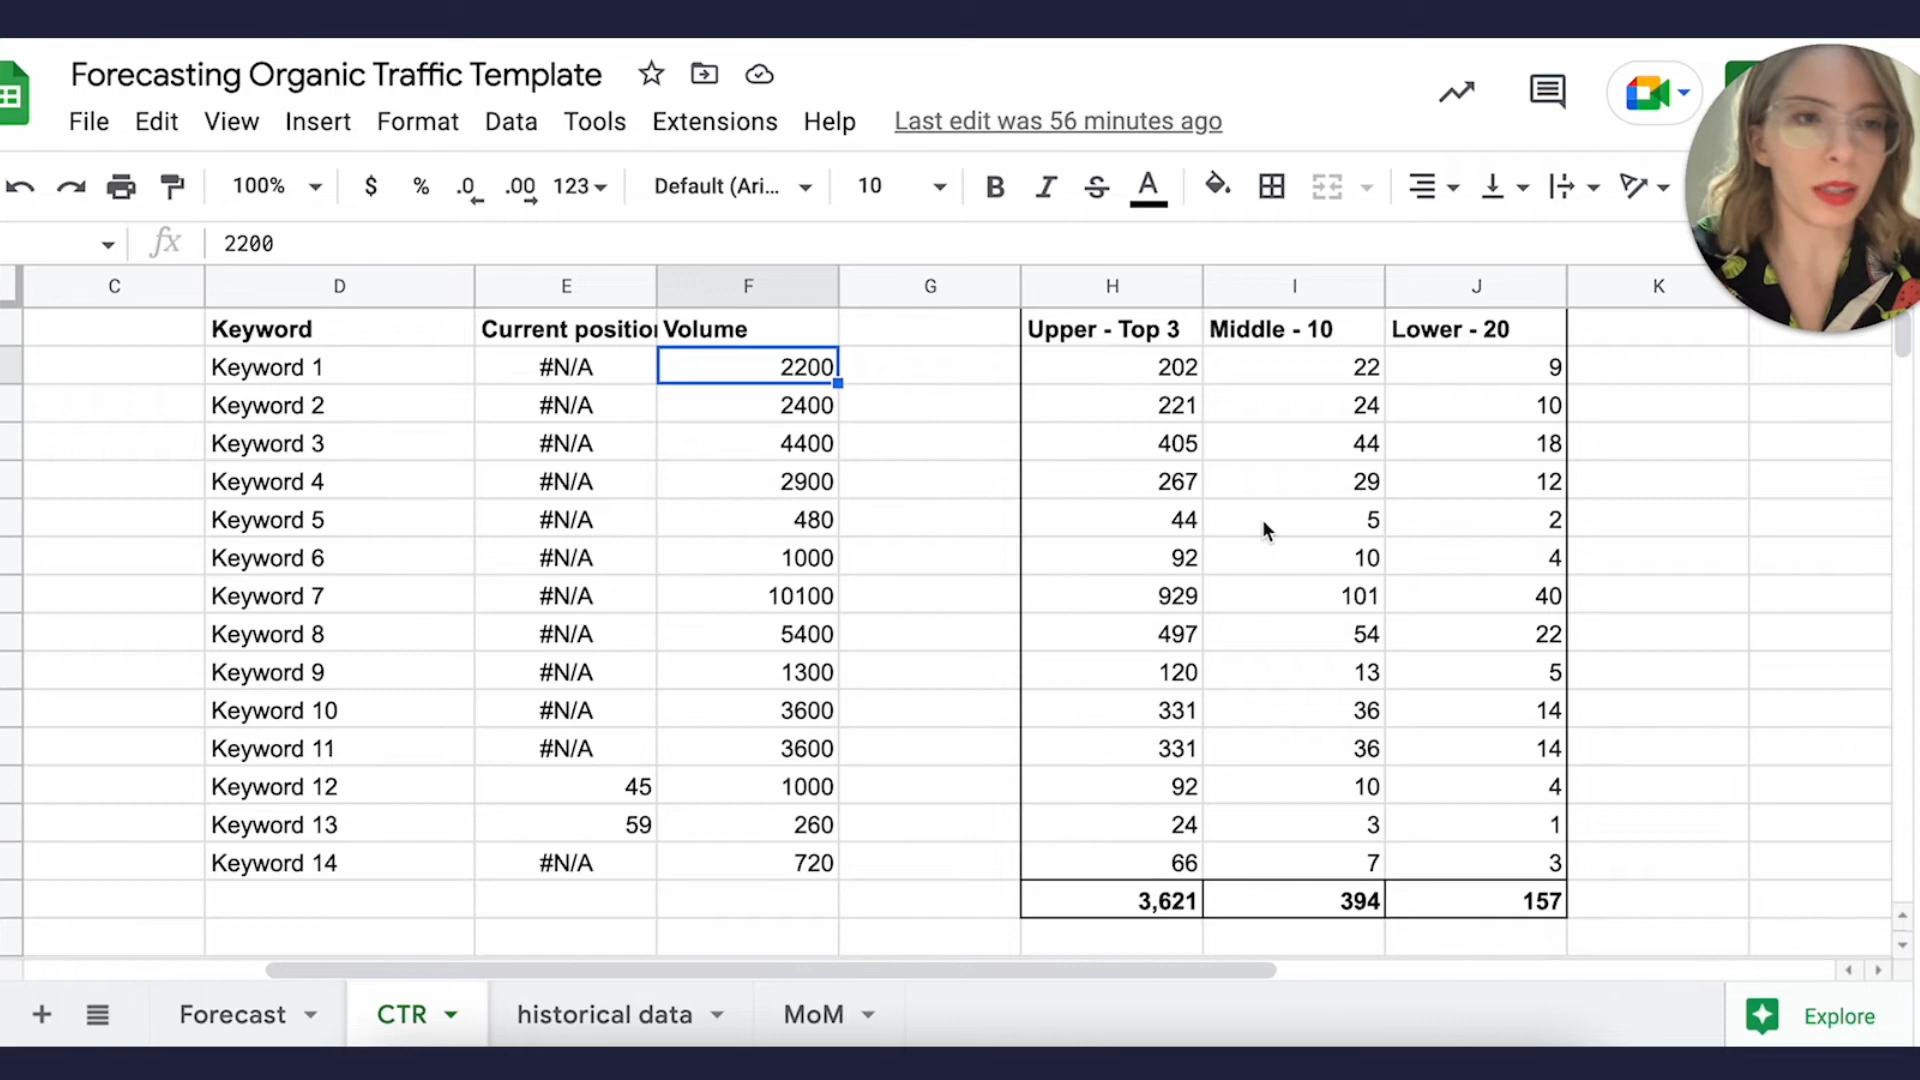 Forecasting Organic Traffic Template
File Edit View Insert Format Data Tools Extensions Help Last edit was 56 minutes ago
100% $ % .0 .00 123 Default (Ari... 10 B I S A
fx 2200
C D E F G H I J K
Keyword Current position Volume Upper - Top 3 Middle - 10 Lower - 20
Keyword 1 #N/A 2200 202 22 9
Keyword 2 #N/A 2400 221 24 10
Keyword 3 #N/A 4400 405 44 18
Keyword 4 #N/A 2900 267 29 12
Keyword 5 #N/A 480 44 5 2
Keyword 6 #N/A 1000 92 10 4
Keyword 7 #N/A 10100 929 101 40
Keyword 8 #N/A 5400 497 54 22
Keyword 9 #N/A 1300 120 13 5
Keyword 10 #N/A 3600 331 36 14
Keyword 11 #N/A 3600 331 36 14
Keyword 12 45 1000 92 10 4
Keyword 13 59 260 24 3 1
Keyword 14 #N/A 720 66 7 3
3,621 394 157
+ Forecast CTR historical data MoM Explore